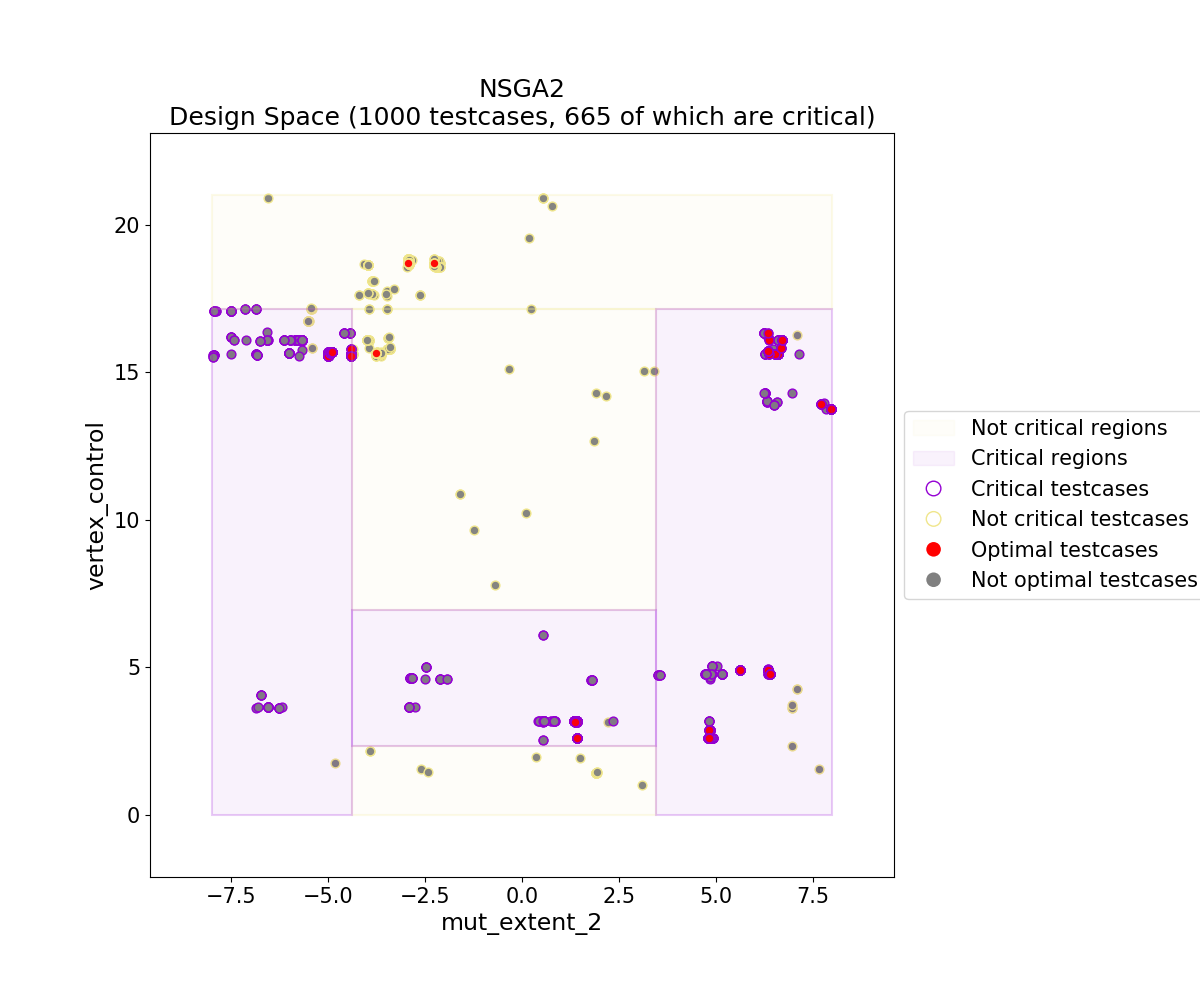 NSGA2
Design Space (1000 testcases, 665 of which are critical)
vertex_control
20
15
10
5
0
−7.5
−5.0
−2.5
0.0
2.5
5.0
7.5
mut_extent_2
Not critical regions
Critical regions
Critical testcases
Not critical testcases
Optimal testcases
Not optimal testcases